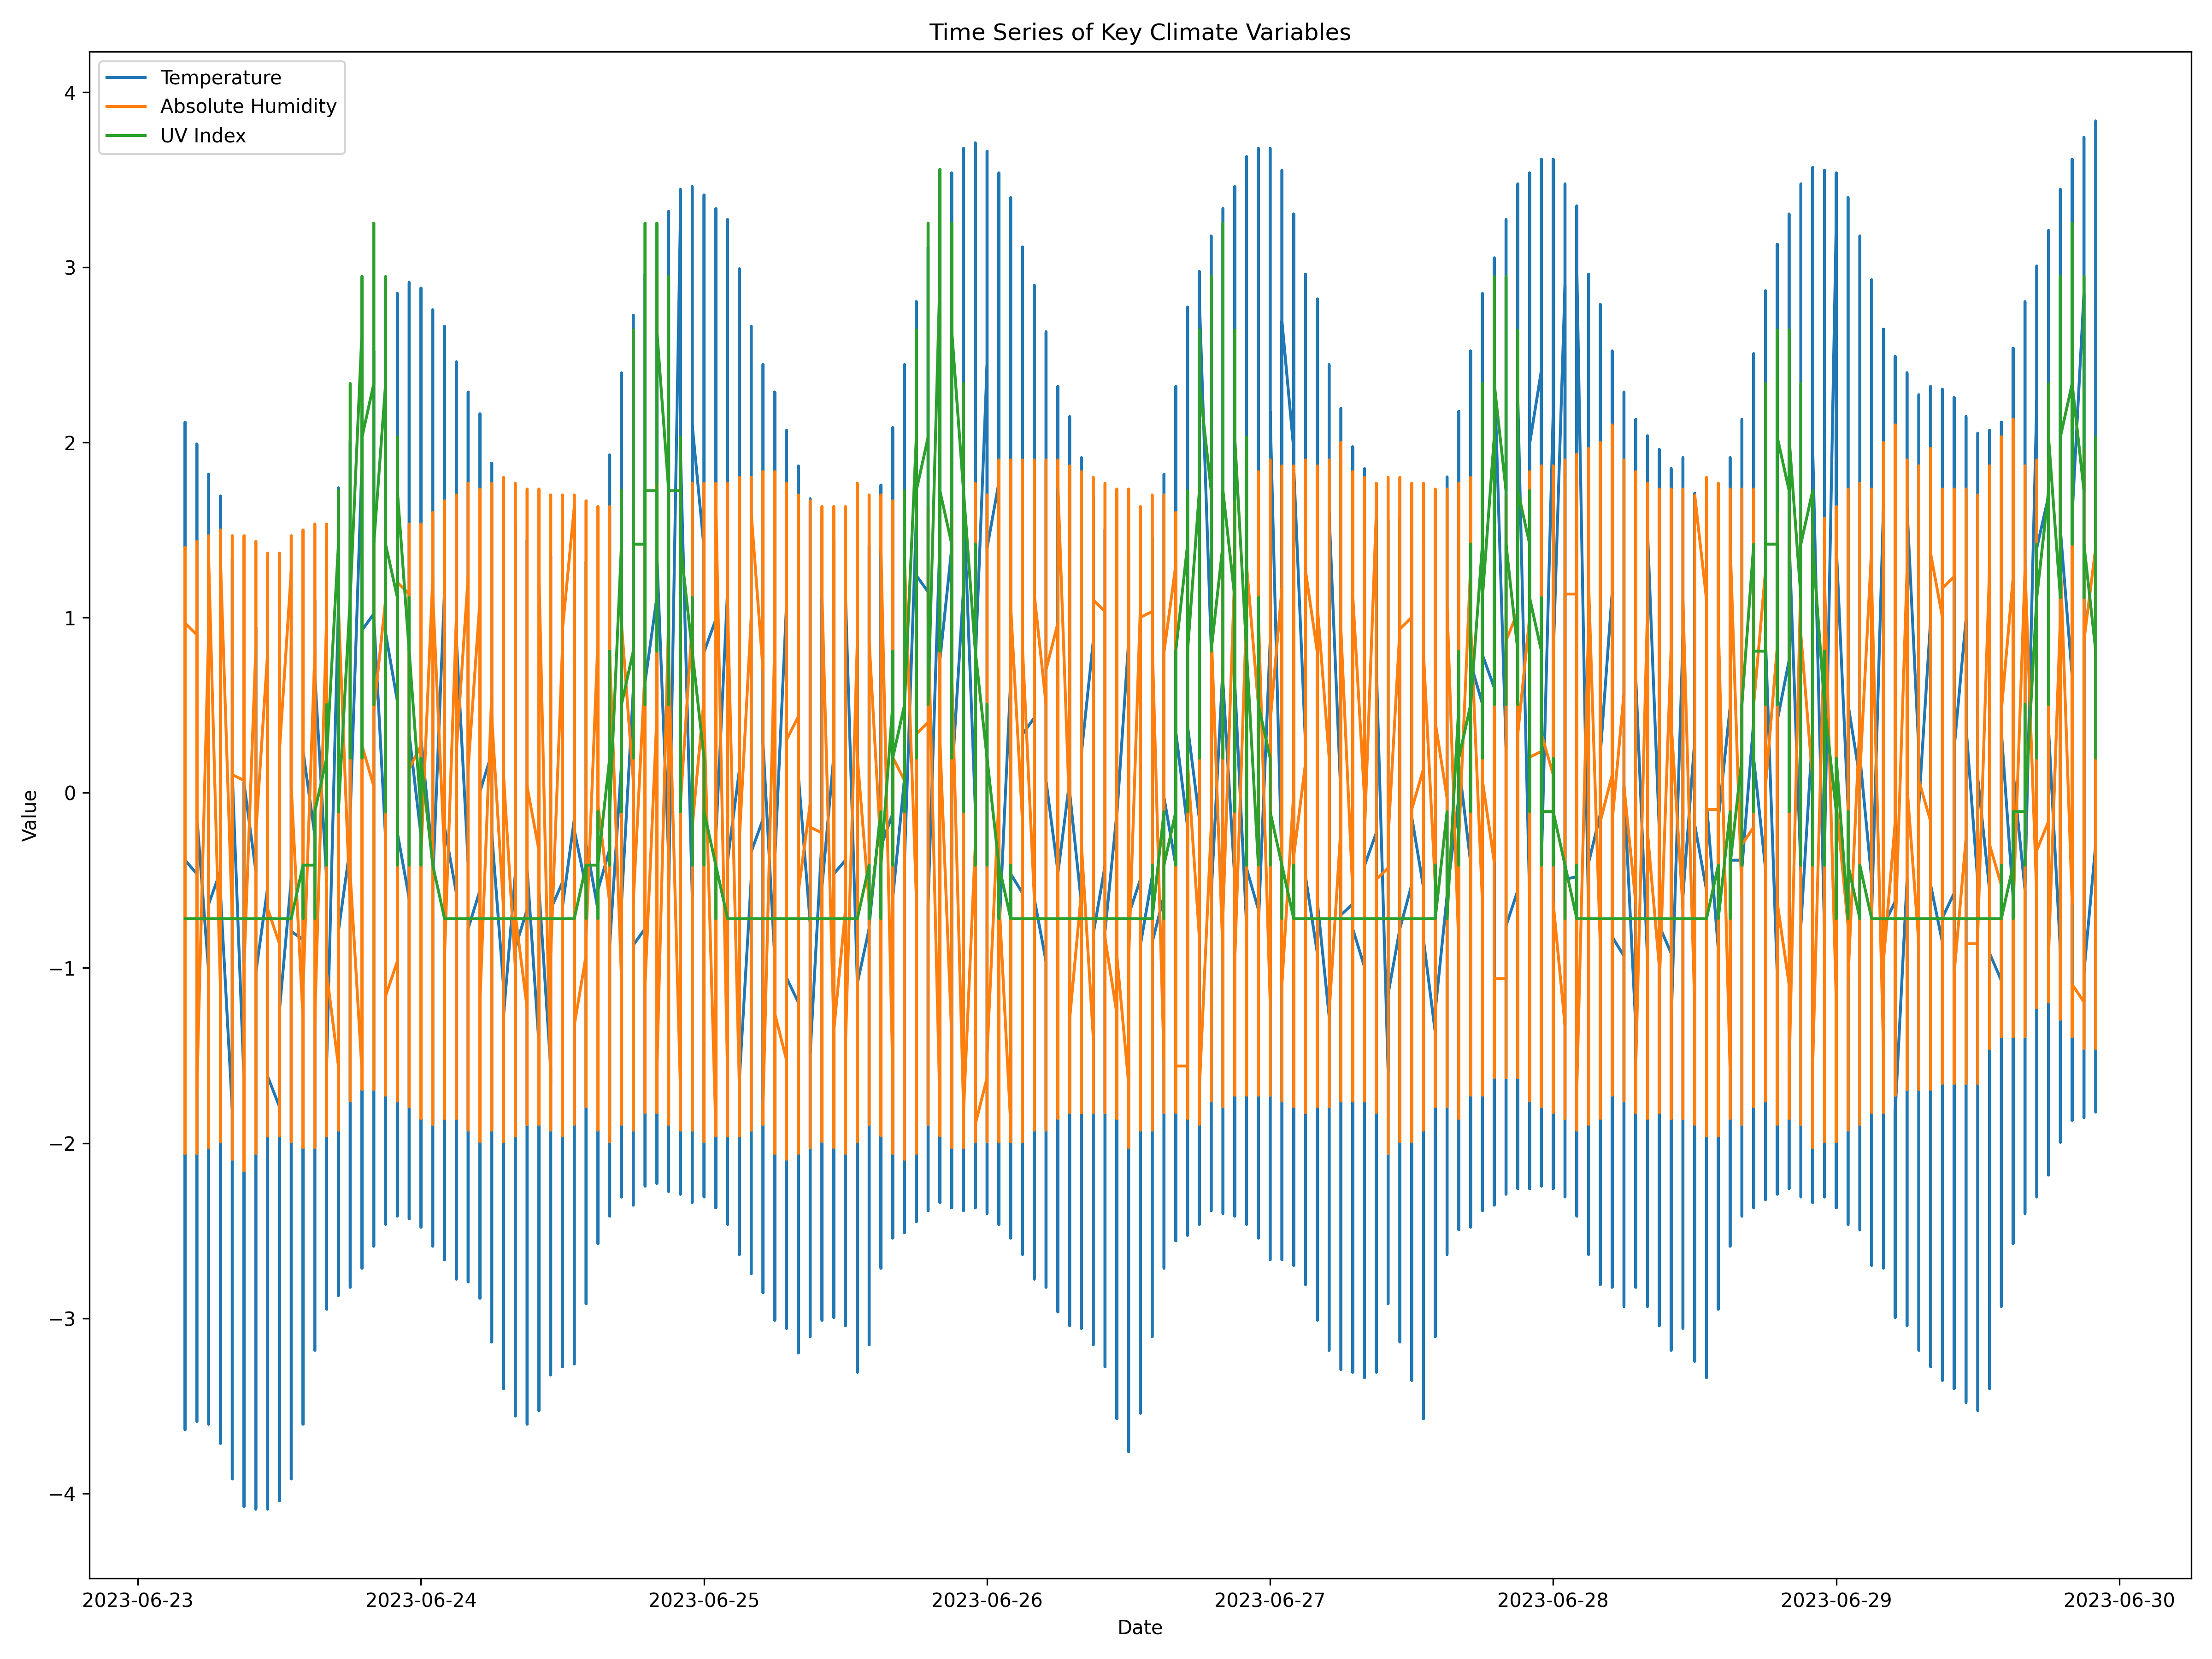 Time Series of Key Climate Variables
Temperature
Absolute Humidity
UV Index
Value
4
3
2
1
0
−1
−2
−3
−4
2023-06-23 2023-06-24 2023-06-25 2023-06-26 2023-06-27 2023-06-28 2023-06-29 2023-06-30
Date